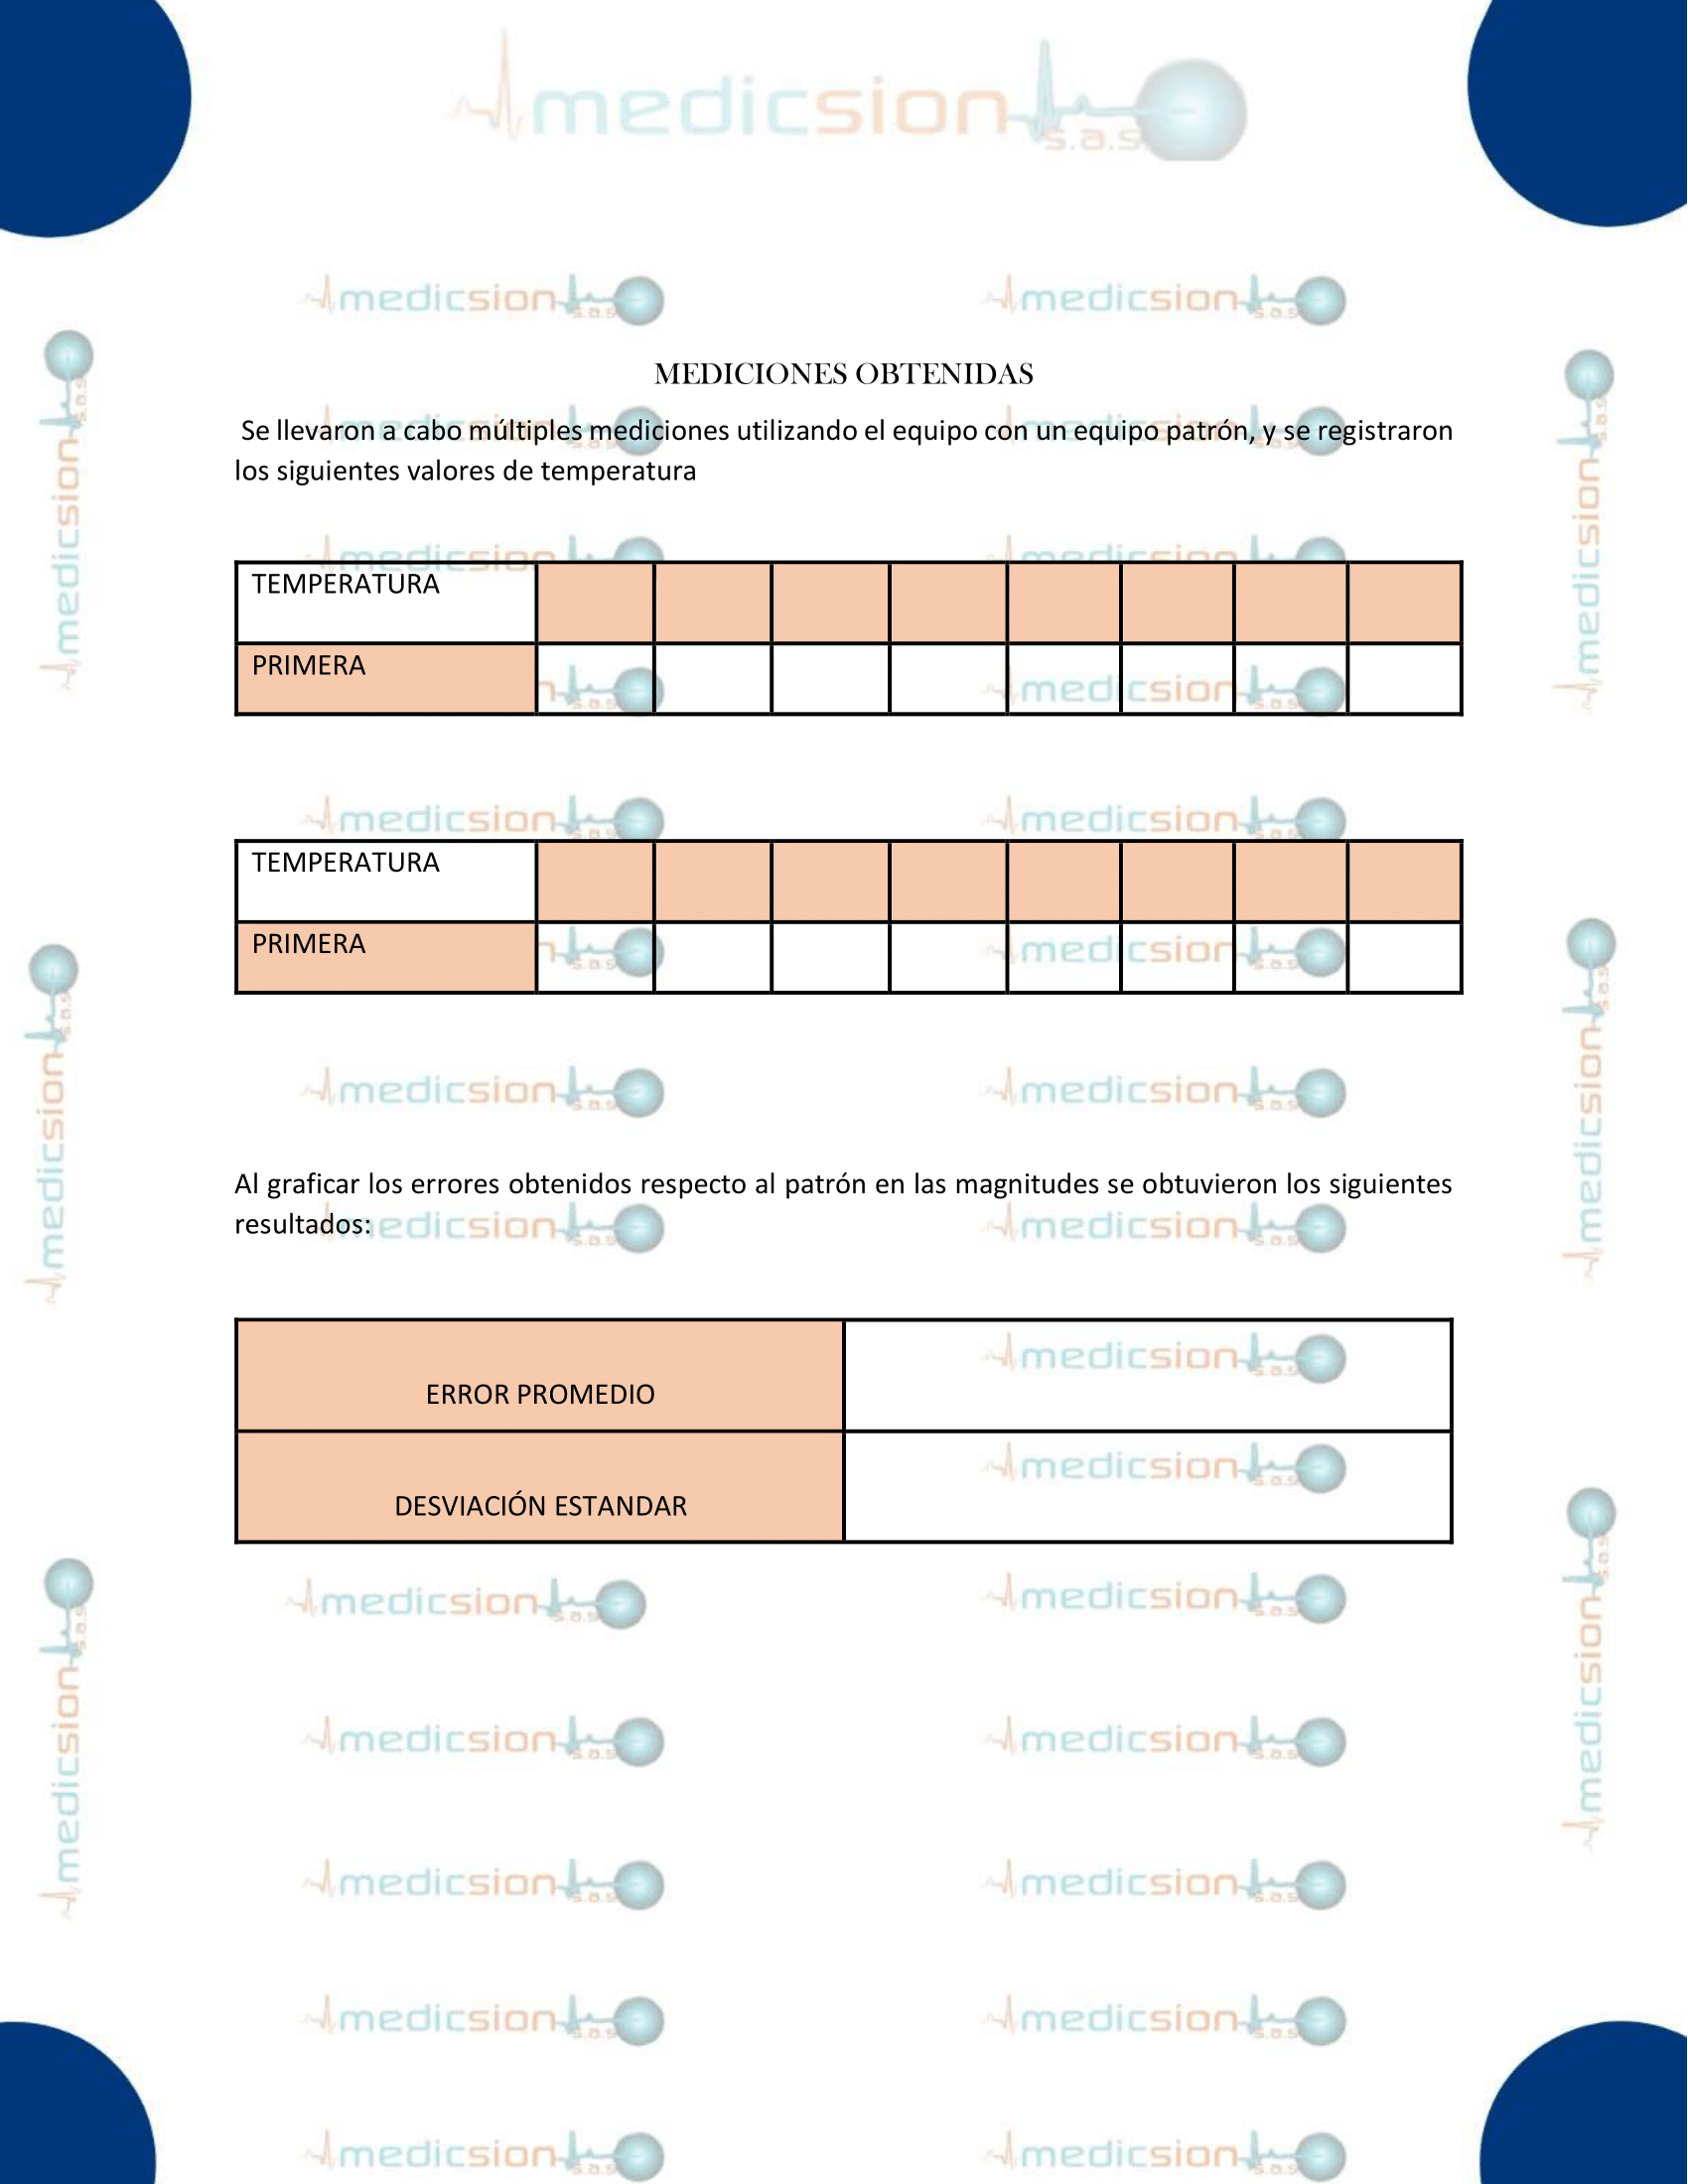 medicsion s.a.s
MEDICIONES OBTENIDAS
Se llevaron a cabo múltiples mediciones utilizando el equipo con un equipo patrón, y se registraron
los siguientes valores de temperatura
TEMPERATURA
PRIMERA
TEMPERATURA
PRIMERA
Al graficar los errores obtenidos respecto al patrón en las magnitudes se obtuvieron los siguientes
resultados:
ERROR PROMEDIO
DESVIACIÓN ESTANDAR